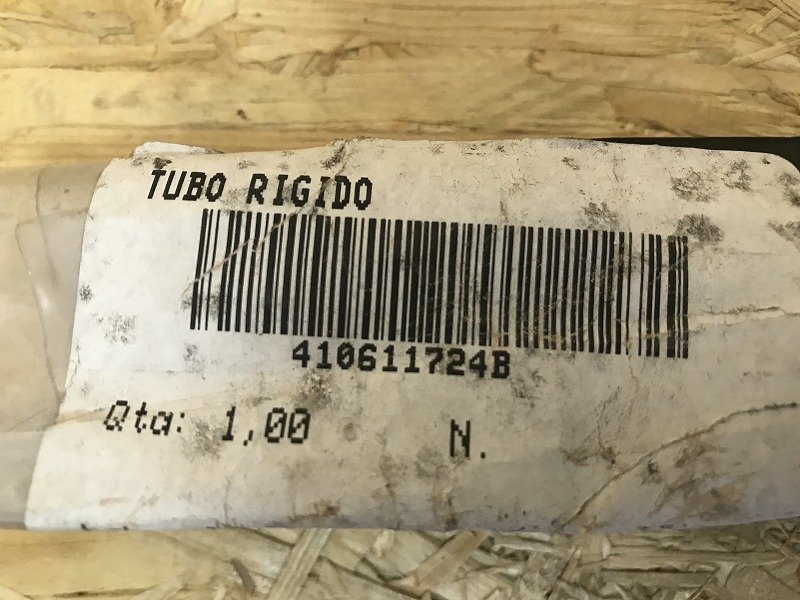 TUBO RIGIDO
410611724B
Qta: 1,00 N.